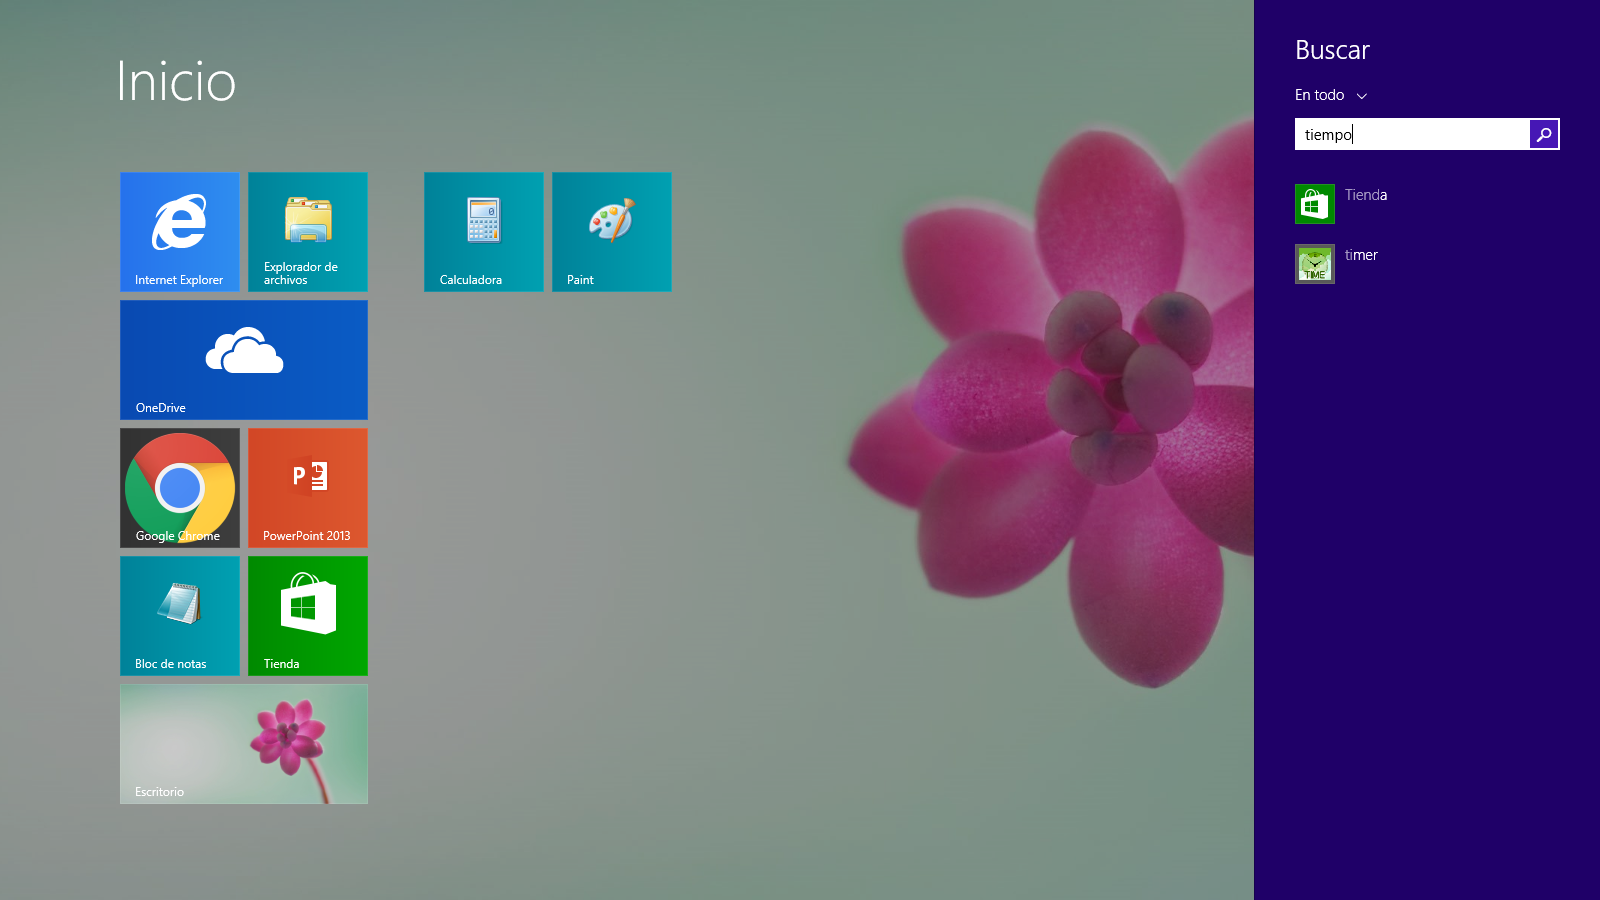 Inicio
Internet Explorer
Explorador de
archivos
Calculadora
Paint
OneDrive
Google Chrome
P
PowerPoint 2013
Bloc de notas
Tienda
Escritorio
Buscar
En todo
tiempo
Tienda
TIME
timer